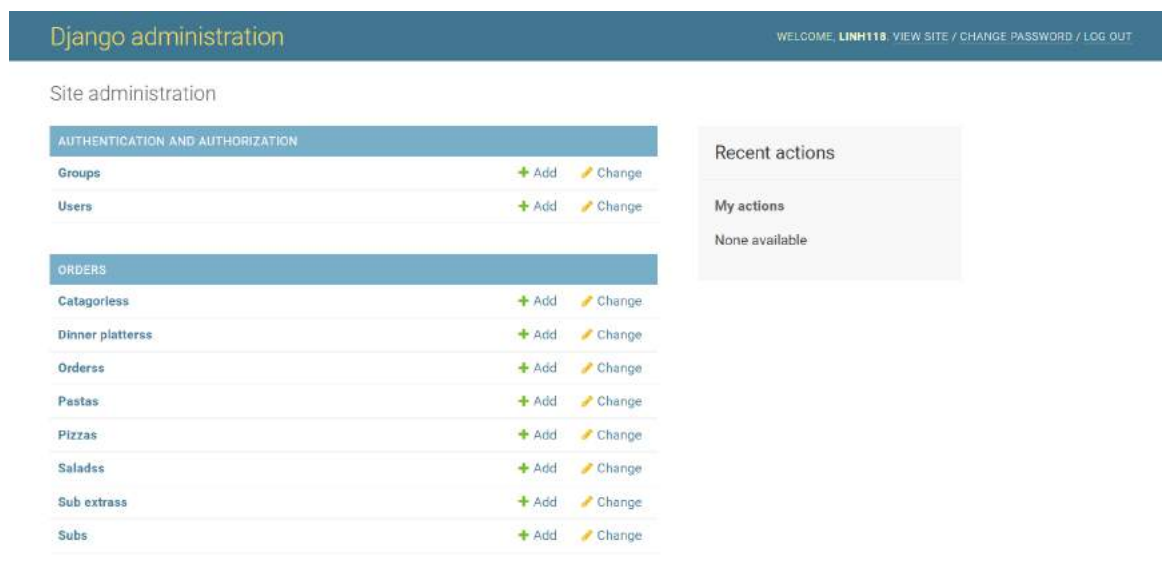 Django administration
WELCOME, LINH118. VIEW SITE / CHANGE PASSWORD / LOG OUT
Site administration
AUTHENTICATION AND AUTHORIZATION
Groups + Add Change
Users + Add Change
ORDERS
Catagoriess + Add Change
Dinner platterss + Add Change
Orderss + Add Change
Pastas + Add Change
Pizzas + Add Change
Saladss + Add Change
Sub extrass + Add Change
Subs + Add Change
Recent actions
My actions
None available